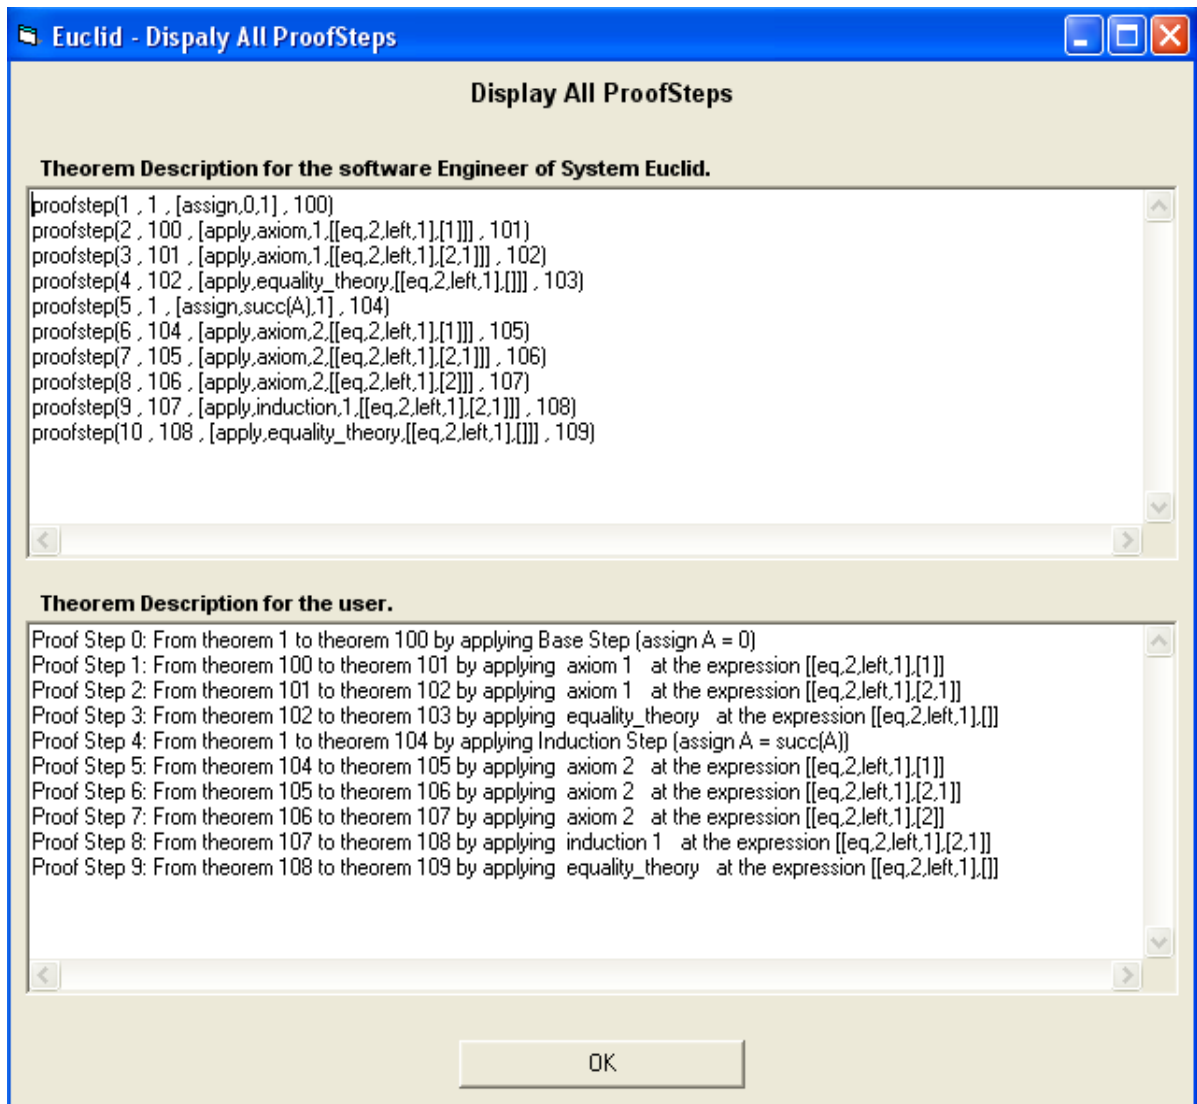 Euclid - Dispaly All ProofSteps
Display All ProofSteps
Theorem Description for the software Engineer of System Euclid.
proofstep(1 , 1 , [assign,0,1] , 100)
proofstep(2 , 100 , [apply,axiom,1,[[eq,2,left,1],[1]]] , 101)
proofstep(3 , 101 , [apply,axiom,1,[[eq,2,left,1],[2,1]]] , 102)
proofstep(4 , 102 , [apply,equality_theory,[[eq,2,left,1],[]]] , 103)
proofstep(5 , 1 , [assign,succ(A),1] , 104)
proofstep(6 , 104 , [apply,axiom,2,[[eq,2,left,1],[1]]] , 105)
proofstep(7 , 105 , [apply,axiom,2,[[eq,2,left,1],[2,1]]] , 106)
proofstep(8 , 106 , [apply,axiom,2,[[eq,2,left,1],[2]]] , 107)
proofstep(9 , 107 , [apply,induction,1,[[eq,2,left,1],[2,1]]] , 108)
proofstep(10 , 108 , [apply,equality_theory,[[eq,2,left,1],[]]] , 109)
Theorem Description for the user.
Proof Step 0: From theorem 1 to theorem 100 by applying Base Step (assign A = 0)
Proof Step 1: From theorem 100 to theorem 101 by applying  axiom 1   at the expression [[eq,2,left,1],[1]]
Proof Step 2: From theorem 101 to theorem 102 by applying  axiom 1   at the expression [[eq,2,left,1],[2,1]]
Proof Step 3: From theorem 102 to theorem 103 by applying  equality_theory   at the expression [[eq,2,left,1],[]]
Proof Step 4: From theorem 1 to theorem 104 by applying Induction Step (assign A = succ(A))
Proof Step 5: From theorem 104 to theorem 105 by applying  axiom 2   at the expression [[eq,2,left,1],[1]]
Proof Step 6: From theorem 105 to theorem 106 by applying  axiom 2   at the expression [[eq,2,left,1],[2,1]]
Proof Step 7: From theorem 106 to theorem 107 by applying  axiom 2   at the expression [[eq,2,left,1],[2]]
Proof Step 8: From theorem 107 to theorem 108 by applying  induction 1   at the expression [[eq,2,left,1],[2,1]]
Proof Step 9: From theorem 108 to theorem 109 by applying  equality_theory   at the expression [[eq,2,left,1],[]]
OK